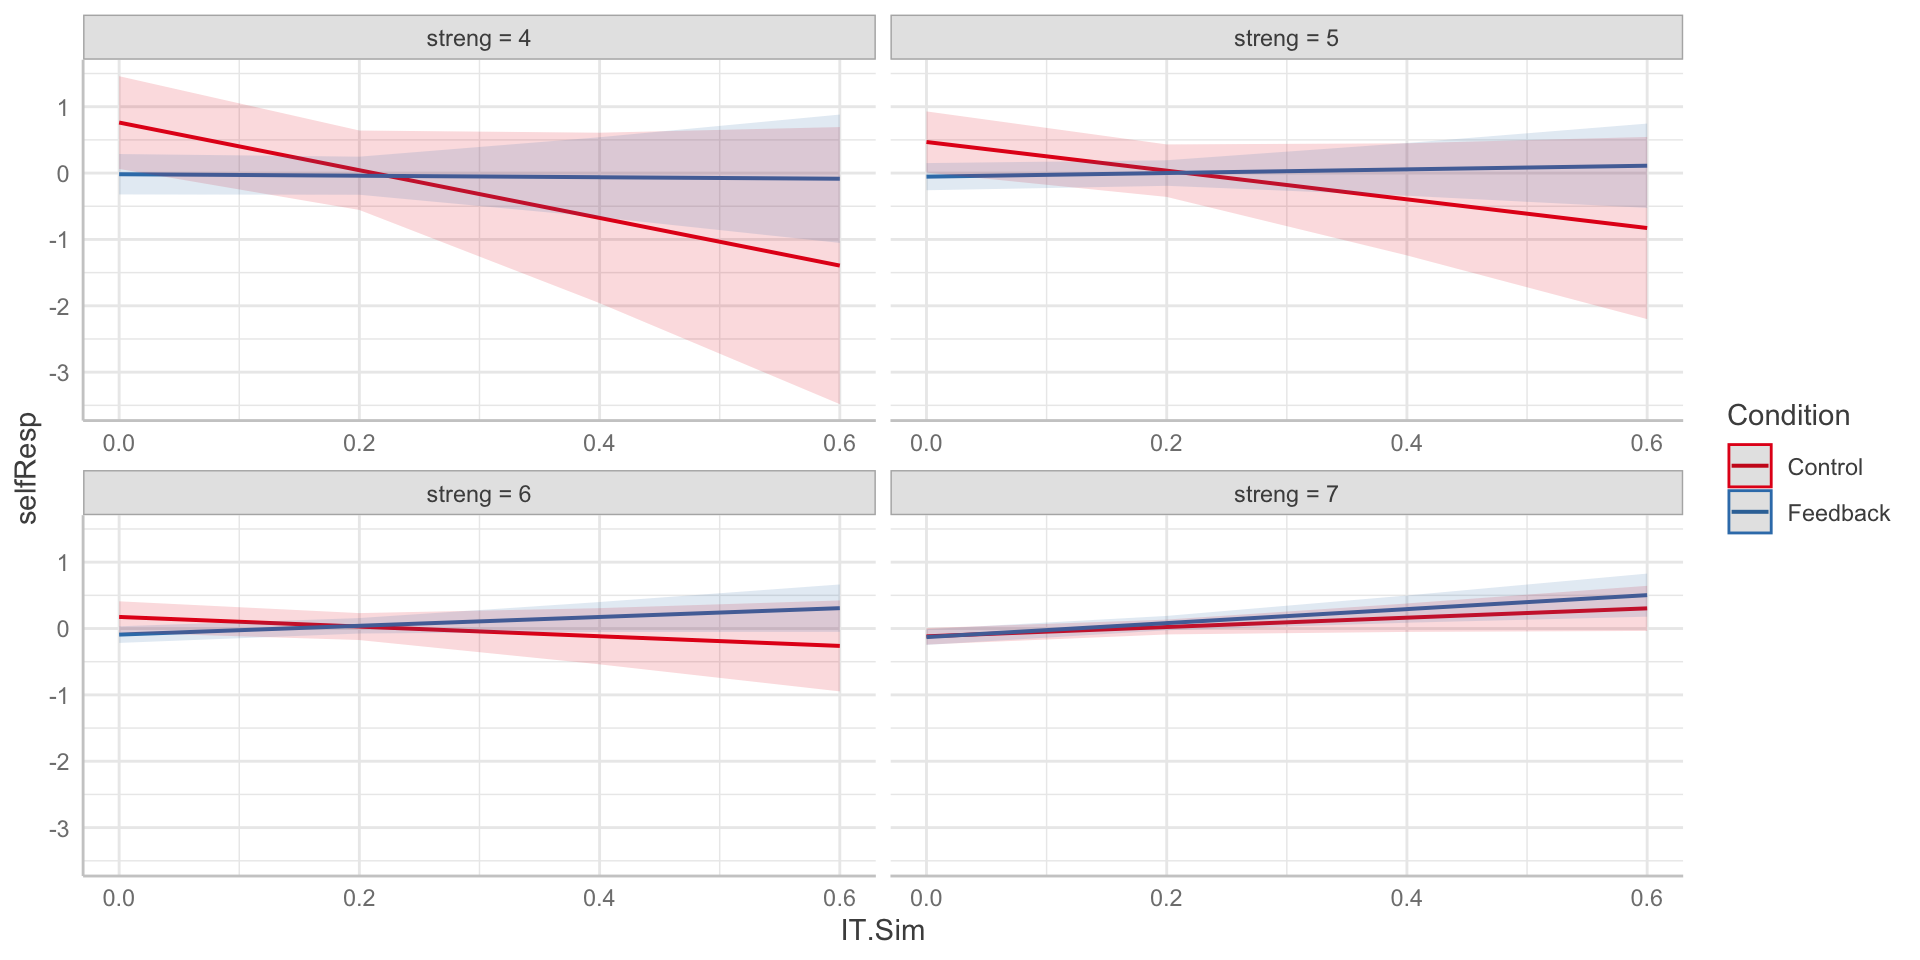 streng = 4
streng = 5
1
0
-1
-2
-3
0.0 0.2 0.4 0.6
0.0 0.2 0.4 0.6
streng = 6
streng = 7
1
0
-1
-2
-3
0.0 0.2 0.4 0.6
0.0 0.2 0.4 0.6
selfResp
IT.Sim
Condition
Control
Feedback